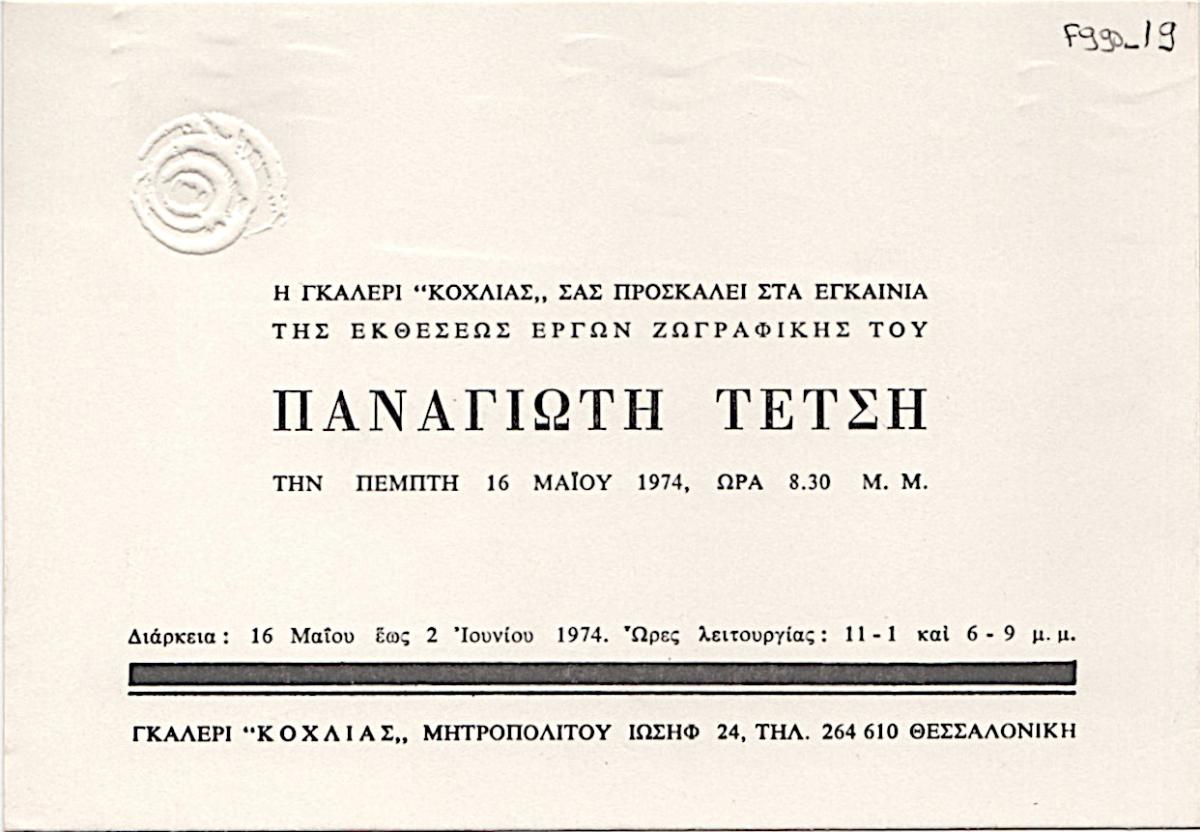 F990_19
Η ΓΚΑΛΕΡΙ “ΚΟΧΛΙΑΣ,, ΣΑΣ ΠΡΟΣΚΑΛΕΙ ΣΤΑ ΕΓΚΑΙΝΙΑ
ΤΗΣ ΕΚΘΕΣΕΩΣ ΕΡΓΩΝ ΖΩΓΡΑΦΙΚΗΣ ΤΟΥ
ΠΑΝΑΓΙΩΤΗ ΤΕΤΣΗ
ΤΗΝ ΠΕΜΠΤΗ 16 ΜΑΪΟΥ 1974, ΩΡΑ 8.30 Μ. Μ.
Διάρκεια : 16 Μαΐου ἕως 2 Ἰουνίου 1974. Ὧρες λειτουργίας : 11 - 1 καὶ 6 - 9 μ. μ.
ΓΚΑΛΕΡΙ “ΚΟΧΛΙΑΣ,, ΜΗΤΡΟΠΟΛΙΤΟΥ ΙΩΣΗΦ 24, ΤΗΛ. 264 610 ΘΕΣΣΑΛΟΝΙΚΗ